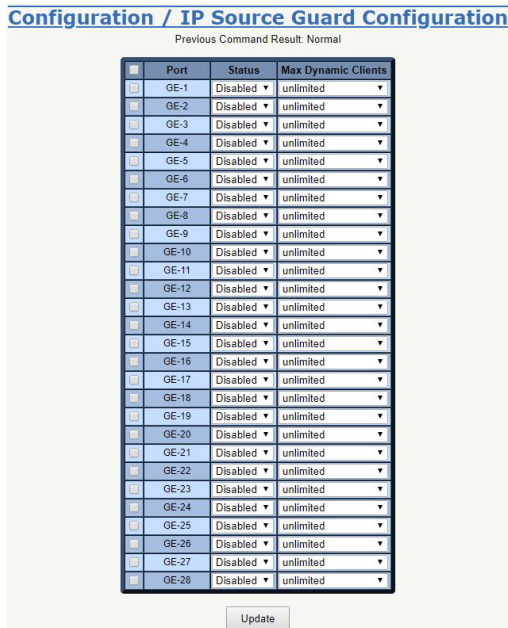 Configuration / IP Source Guard Configuration
Previous Command Result: Normal
Port Status Max Dynamic Clients
GE-1 Disabled unlimited
GE-2 Disabled unlimited
GE-3 Disabled unlimited
GE-4 Disabled unlimited
GE-5 Disabled unlimited
GE-6 Disabled unlimited
GE-7 Disabled unlimited
GE-8 Disabled unlimited
GE-9 Disabled unlimited
GE-10 Disabled unlimited
GE-11 Disabled unlimited
GE-12 Disabled unlimited
GE-13 Disabled unlimited
GE-14 Disabled unlimited
GE-15 Disabled unlimited
GE-16 Disabled unlimited
GE-17 Disabled unlimited
GE-18 Disabled unlimited
GE-19 Disabled unlimited
GE-20 Disabled unlimited
GE-21 Disabled unlimited
GE-22 Disabled unlimited
GE-23 Disabled unlimited
GE-24 Disabled unlimited
GE-25 Disabled unlimited
GE-26 Disabled unlimited
GE-27 Disabled unlimited
GE-28 Disabled unlimited
Update